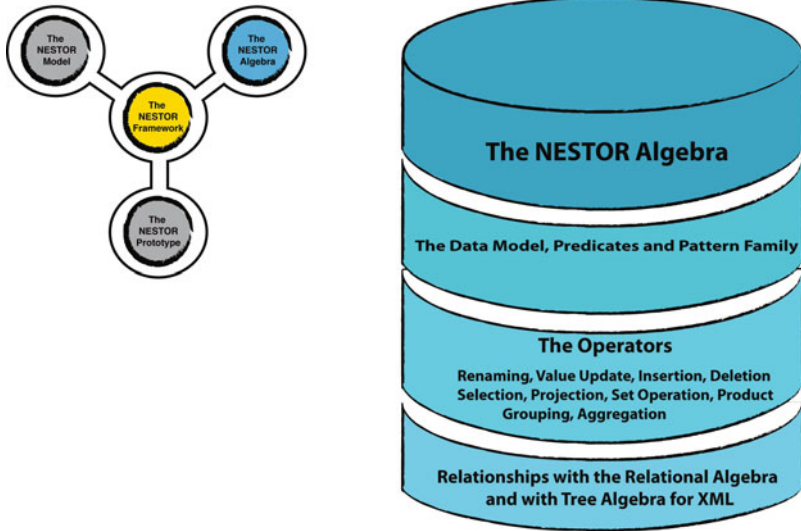 The
NESTOR
Model
The
NESTOR
Algebra
The
NESTOR
Framework
The
NESTOR
Prototype
The NESTOR Algebra
The Data Model, Predicates and Pattern Family
The Operators
Renaming, Value Update, Insertion, Deletion
Selection, Projection, Set Operation, Product
Grouping, Aggregation
Relationships with the Relational Algebra
and with Tree Algebra for XML